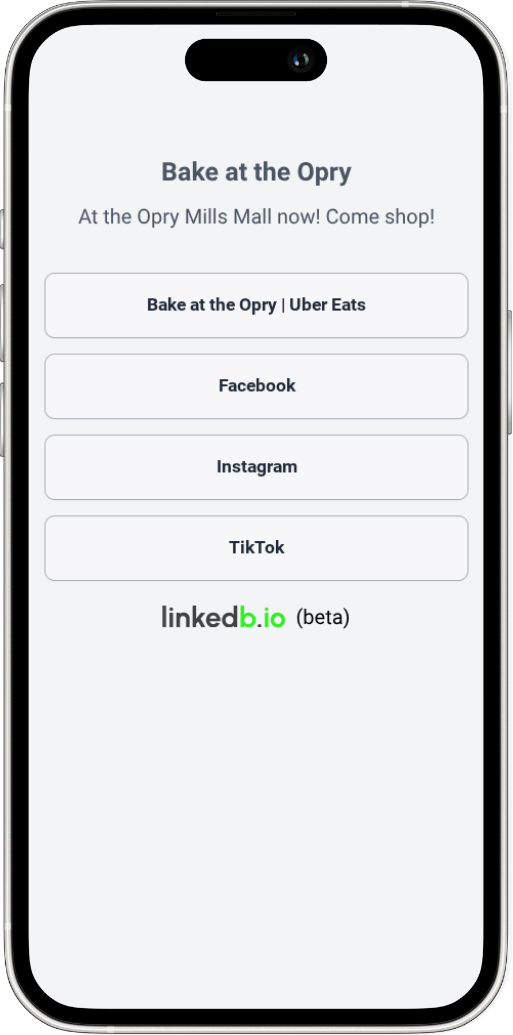 Bake at the Opry
At the Opry Mills Mall now! Come shop!
Bake at the Opry | Uber Eats
Facebook
Instagram
TikTok
linkedb.io (beta)